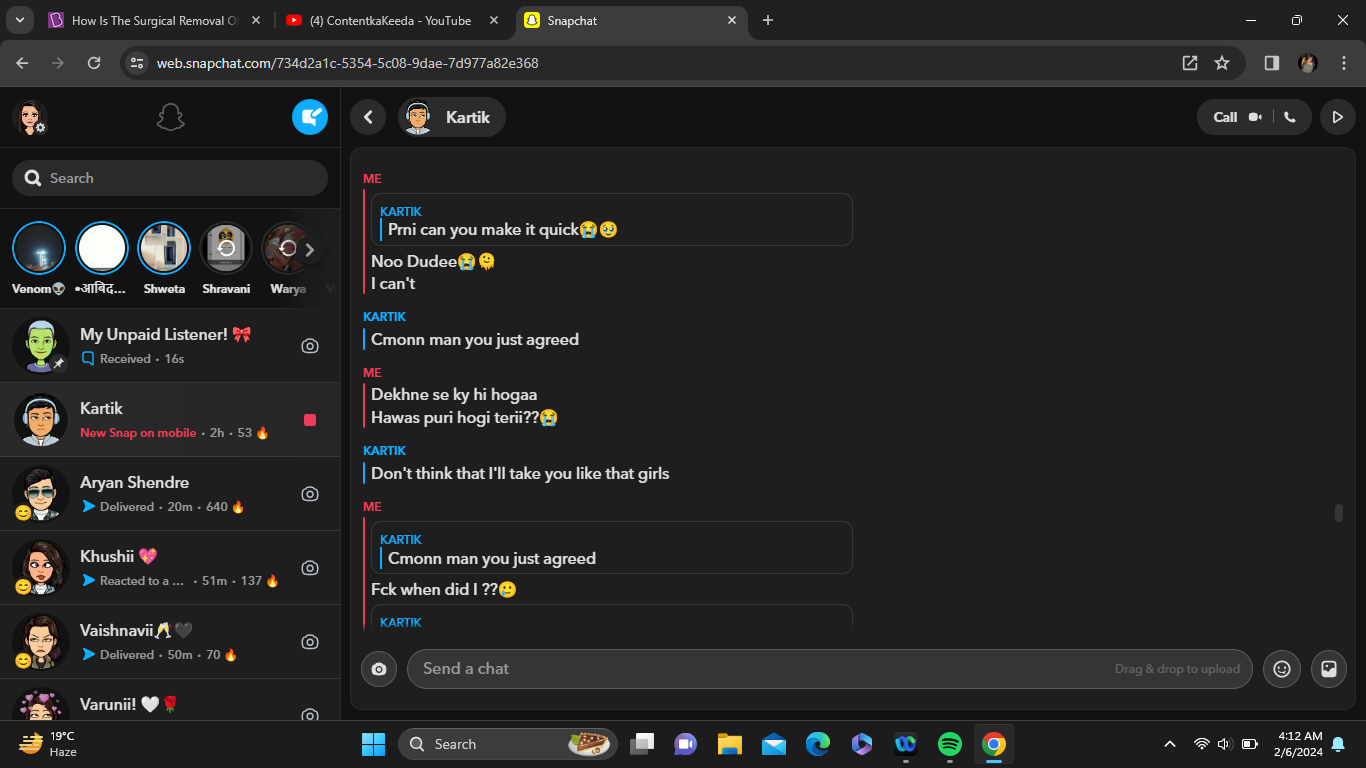 How Is The Surgical Removal O
(4) ContentkaKeeda - YouTube
Snapchat
web.snapchat.com/734d2a1c-5354-5c08-9dae-7d977a82e368
Kartik
Call
Search
Venom👽
•आबिद...
Shweta
Shravani
Warya
My Unpaid Listener! 🎀
Received • 16s
Kartik
New Snap on mobile • 2h • 53 🔥
Aryan Shendre
Delivered • 20m • 640 🔥
Khushii 💖
Reacted to a ... • 51m • 137 🔥
Vaishnavii🥂🖤
Delivered • 50m • 70 🔥
Varunii! 🤍🌹
ME
KARTIK
Prni can you make it quick😭🥹
Noo Dudee😭🫠
I can't
KARTIK
Cmonn man you just agreed
ME
Dekhne se ky hi hogaa
Hawas puri hogi terii??😭
KARTIK
Don't think that I'll take you like that girls
ME
KARTIK
Cmonn man you just agreed
Fck when did I ??🥲
KARTIK
Send a chat
Drag & drop to upload
19°C
Haze
Search
4:12 AM
2/6/2024